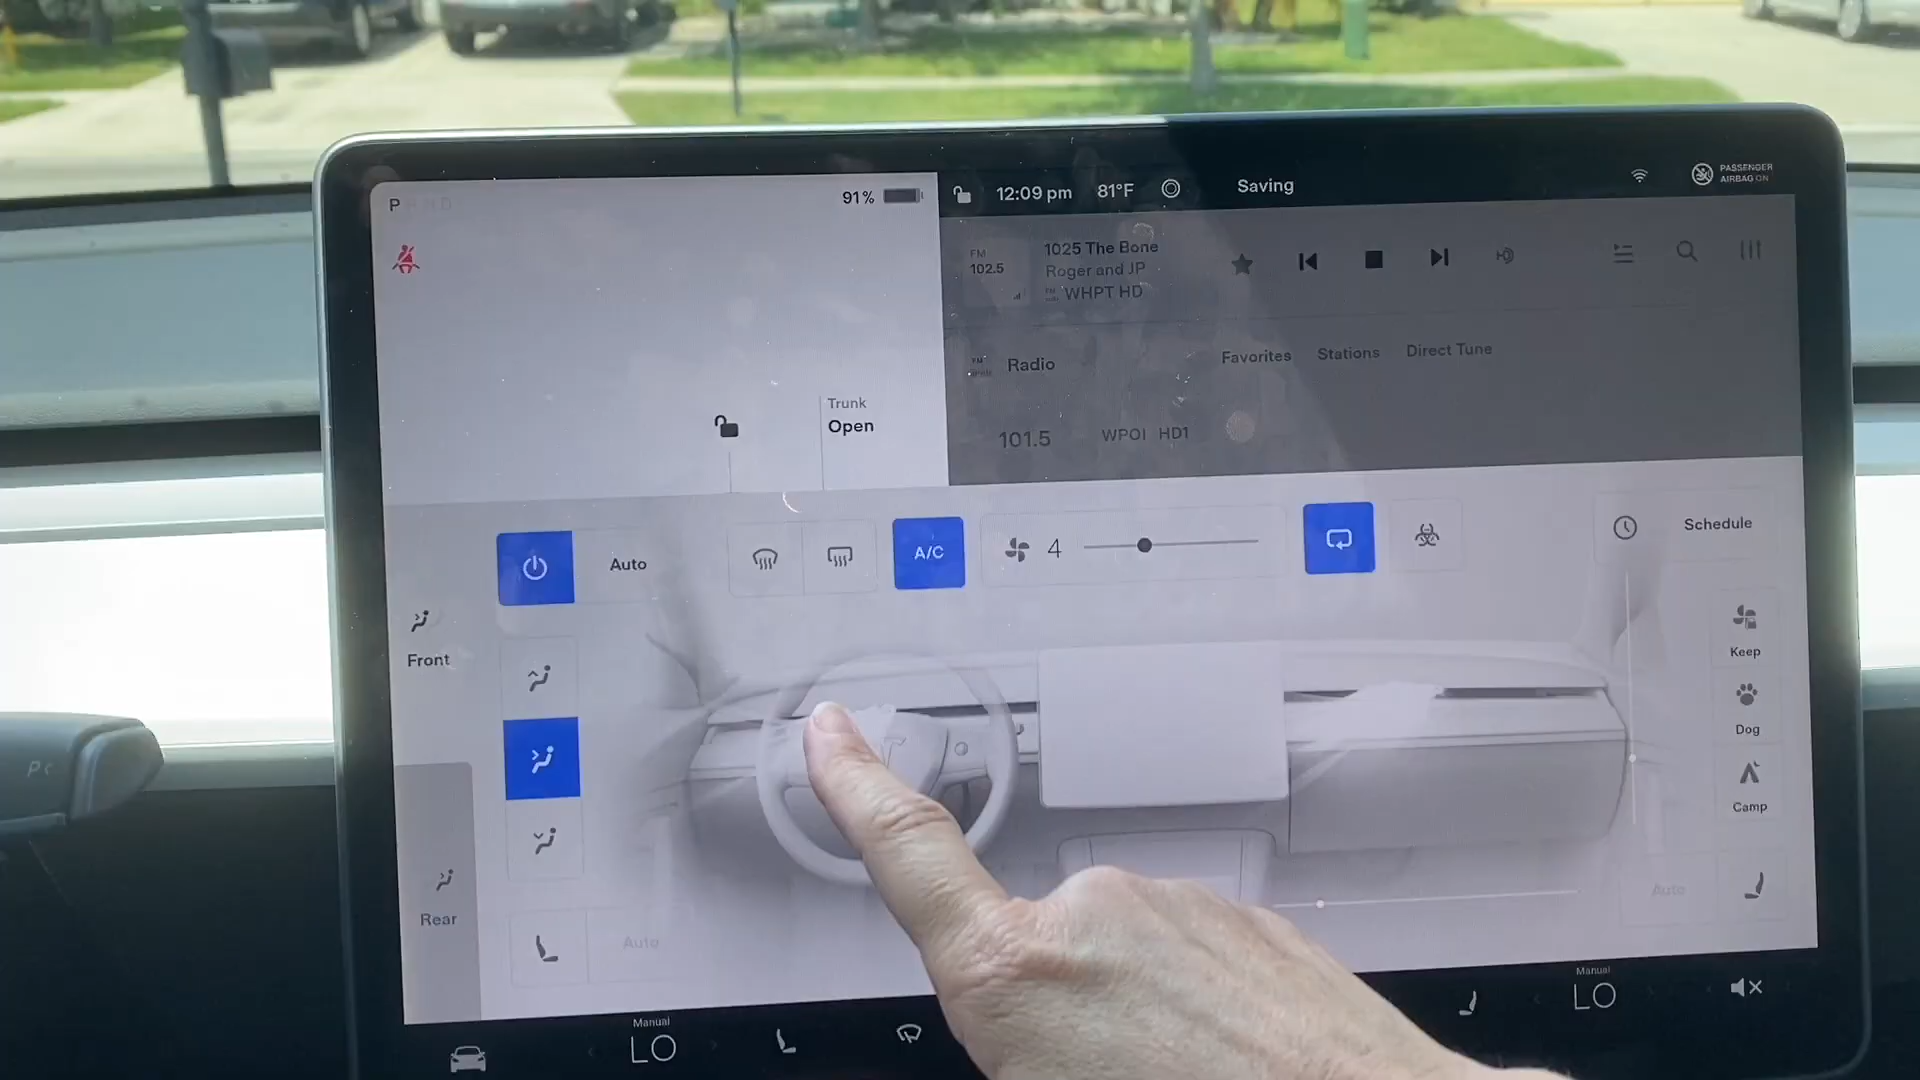 P R N D
91%
12:09 pm 81°F Saving
PASSENGER
AIRBAG ON
FM
102.5
1025 The Bone
Roger and JP
WHPT HD
Radio
Favorites Stations Direct Tune
Trunk
Open
101.5 WPOI HD1
Auto
A/C
4
Schedule
Front
Keep
Dog
Camp
Rear
Auto
Auto
Manual
LO
Manual
LO
P